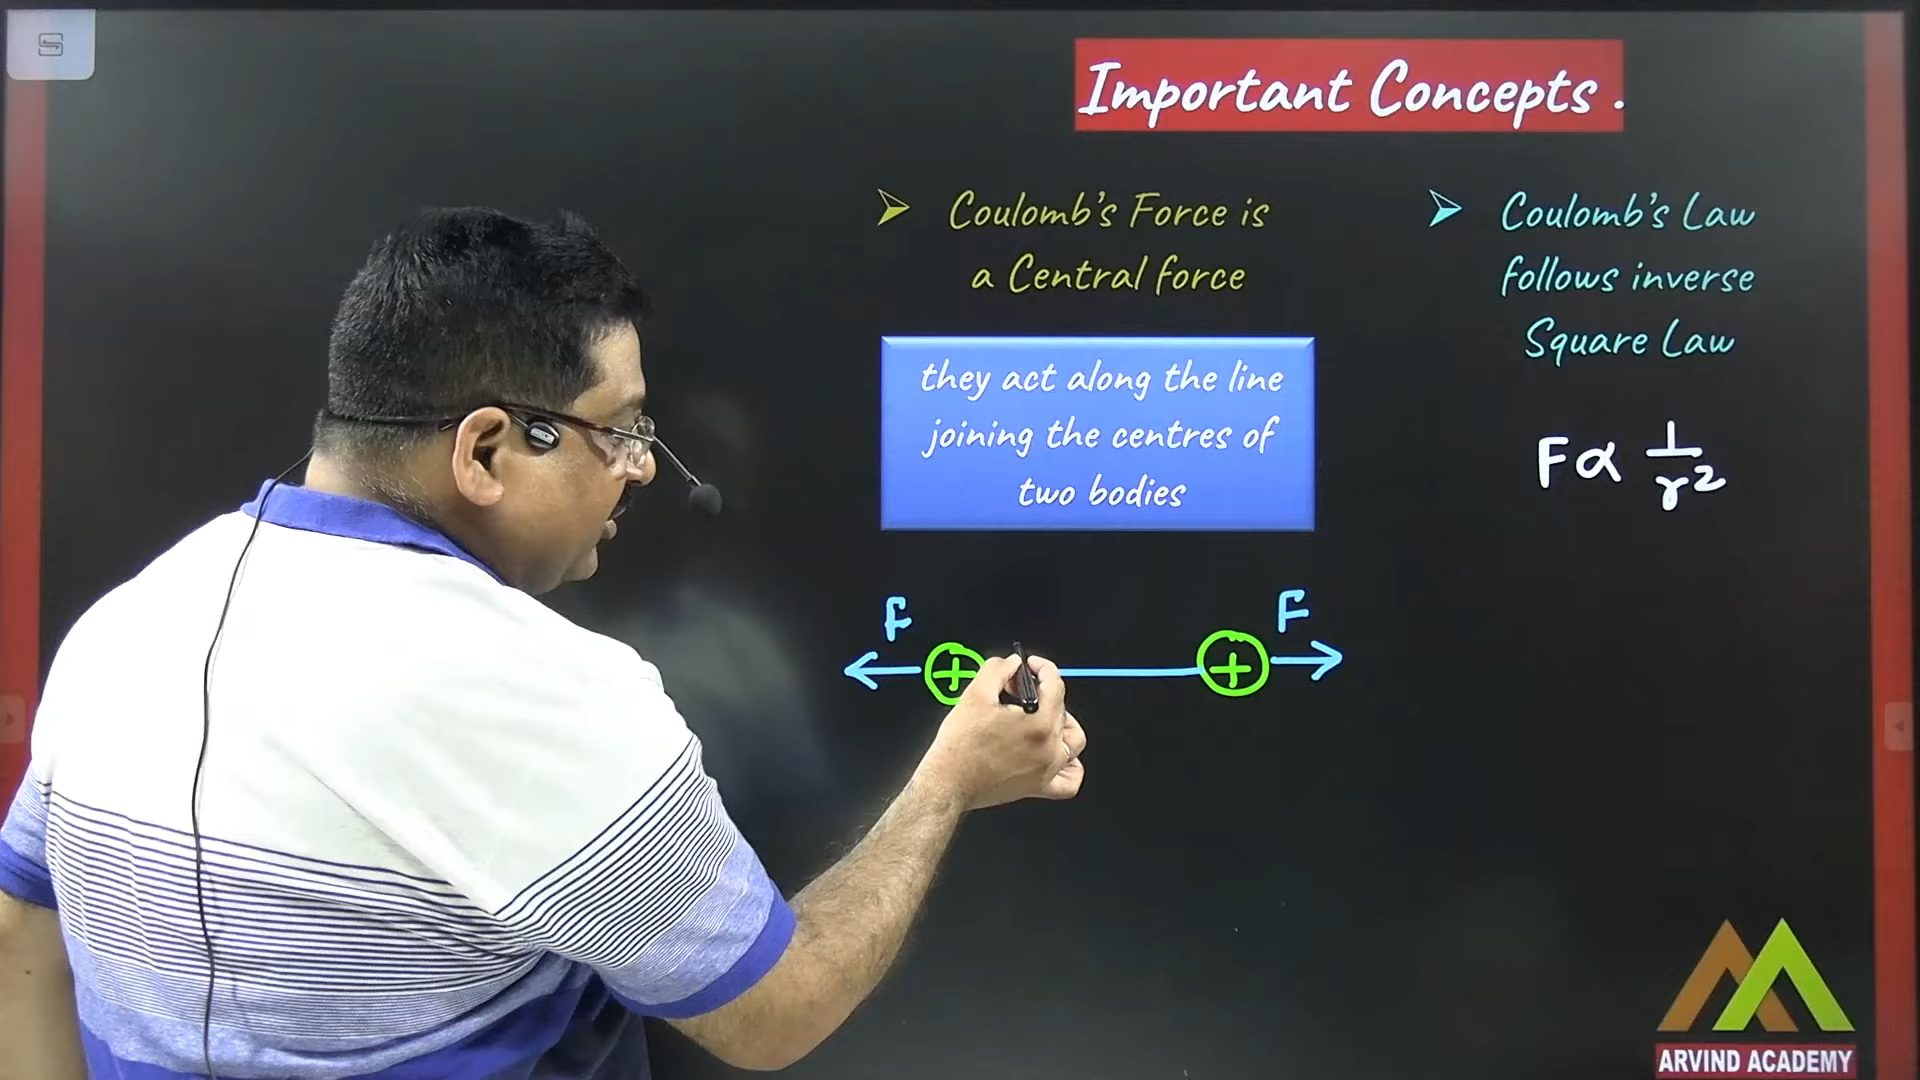 Important Concepts .
➢ Coulomb's Force is
a Central force
they act along the line
joining the centres of
two bodies
F
F
+
+
➢ Coulomb's Law
follows inverse
Square Law
F∝ 1/r²
ARVIND ACADEMY